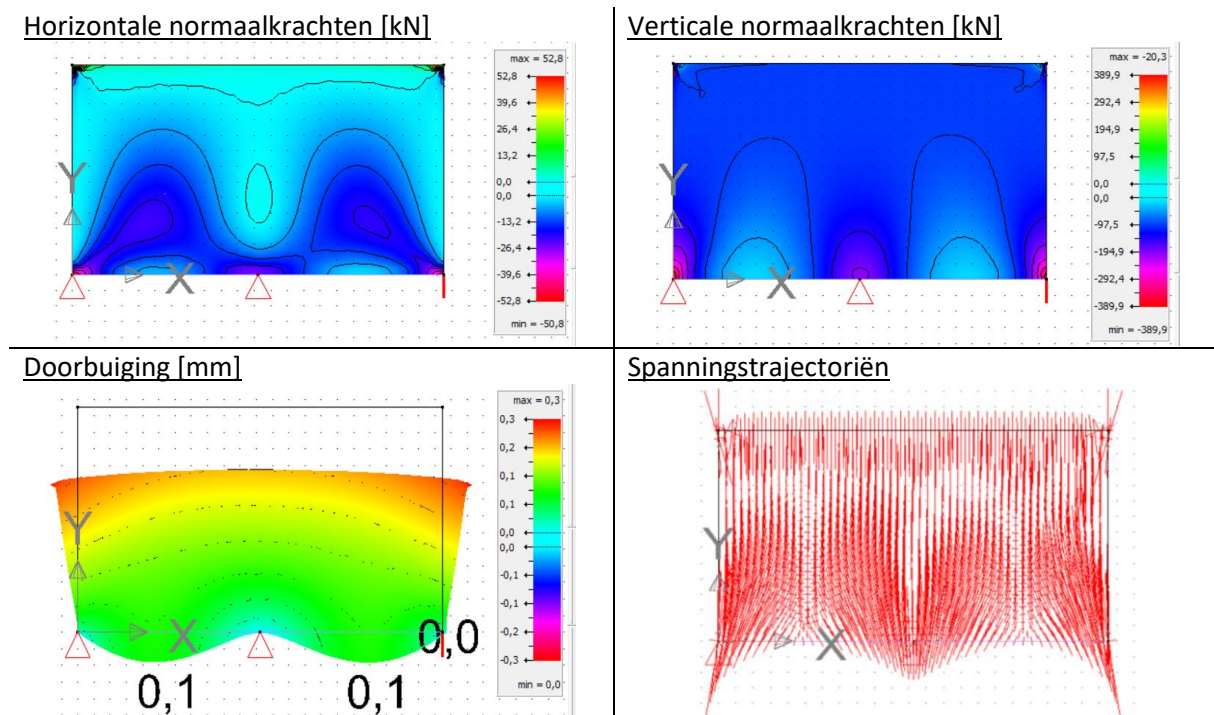 Horizontale normaalkrachten [kN]
max = 52,8
52,8
39,6
26,4
13,2
0,0
0,0
-13,2
-26,4
-39,6
-52,8
min = -50,8
Y
X
Verticale normaalkrachten [kN]
max = -20,3
389,9
292,4
194,9
97,5
0,0
0,0
-97,5
-194,9
-292,4
-389,9
min = -389,9
Y
X
Doorbuiging [mm]
max = 0,3
0,3
0,2
0,1
0,1
0,0
0,0
-0,1
-0,1
-0,2
-0,3
min = 0,0
Y
X
0,0
0,1
0,1
Spanningstrajectoriën
Y
X